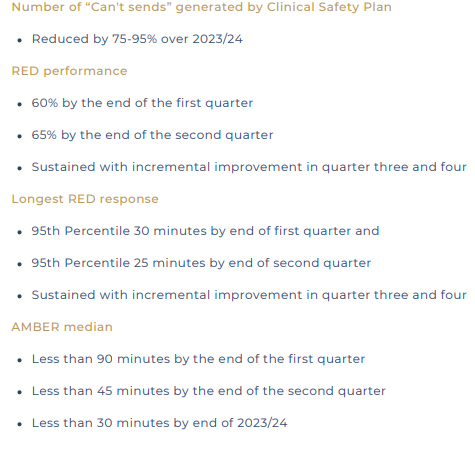 Number of “Can't sends” generated by Clinical Safety Plan
• Reduced by 75-95% over 2023/24
RED performance
• 60% by the end of the first quarter
• 65% by the end of the second quarter
• Sustained with incremental improvement in quarter three and four
Longest RED response
• 95th Percentile 30 minutes by end of first quarter and
• 95th Percentile 25 minutes by end of second quarter
• Sustained with incremental improvement in quarter three and four
AMBER median
• Less than 90 minutes by the end of the first quarter
• Less than 45 minutes by the end of the second quarter
• Less than 30 minutes by end of 2023/24